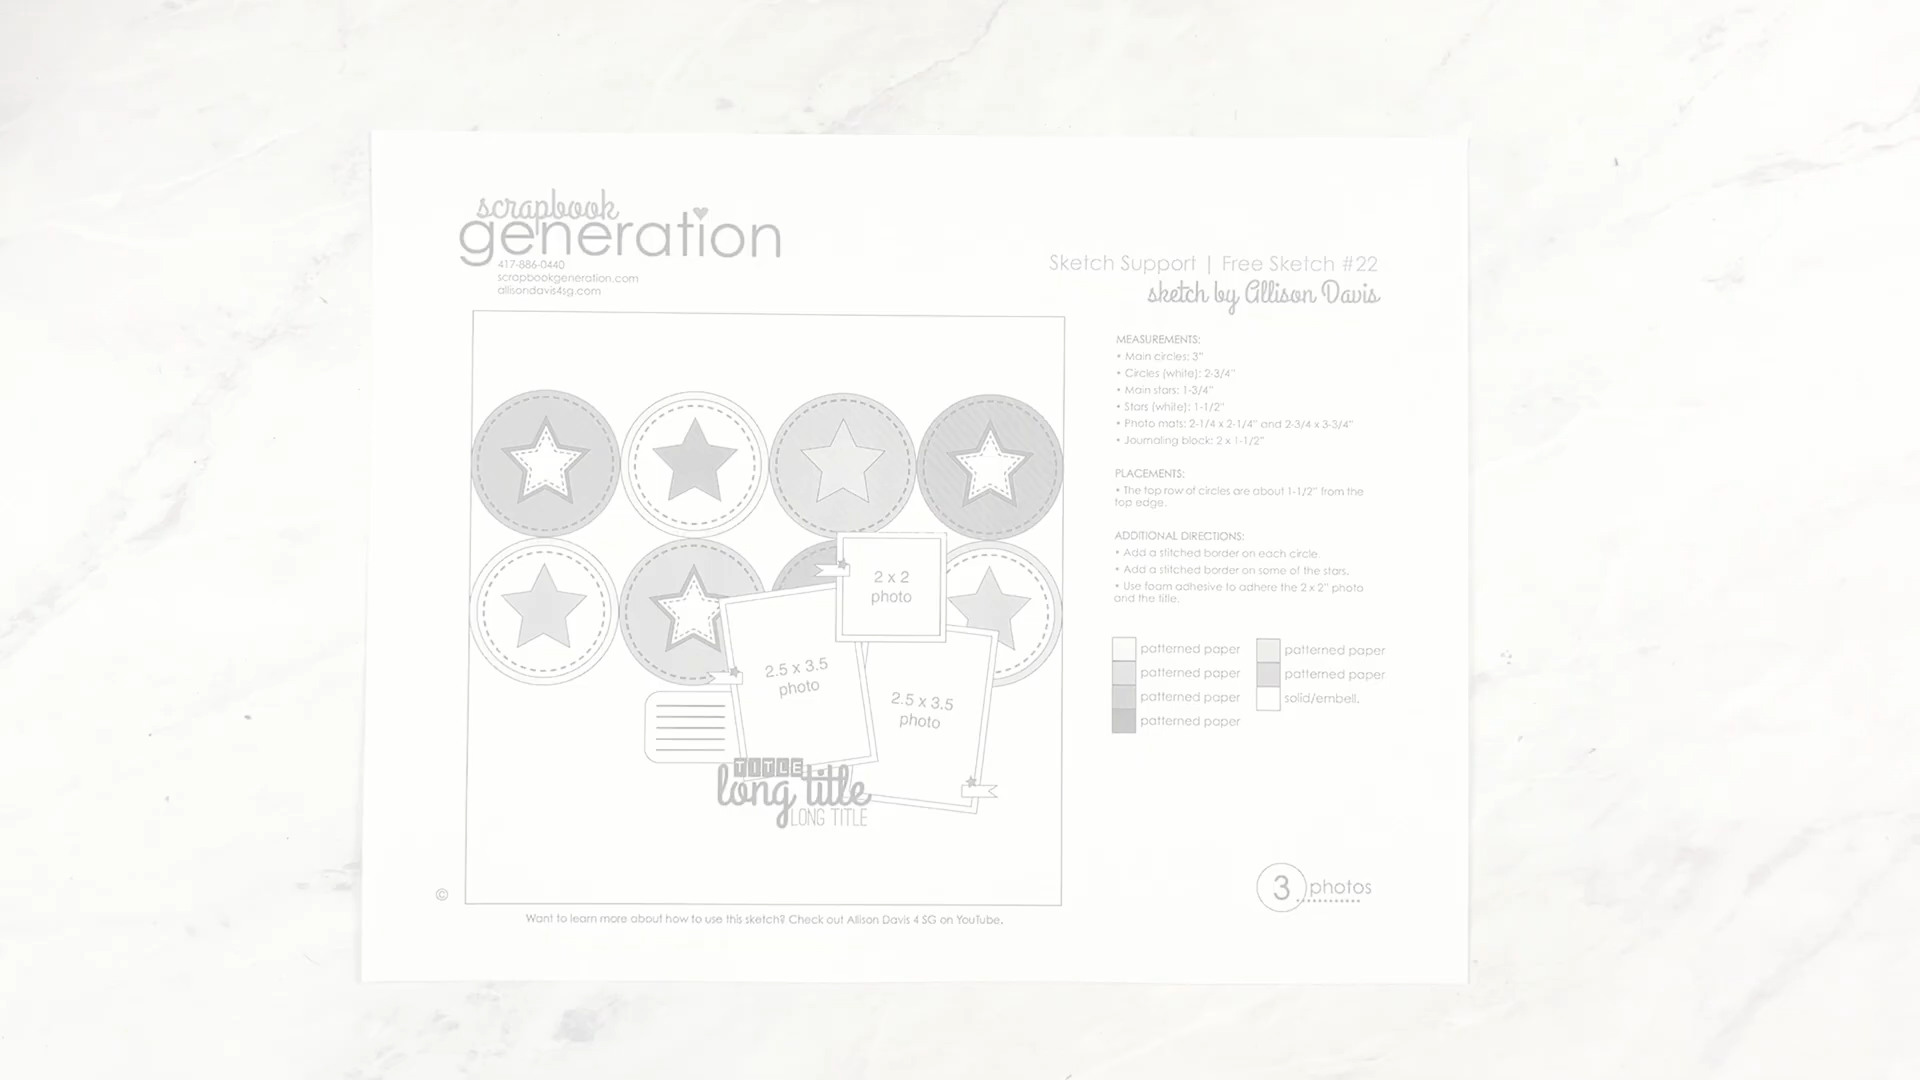 scrapbook
generation
417-886-0440
scrapbookgeneration.com
allisondavis4sg.com
Sketch Support | Free Sketch #22
sketch by Allison Davis
2 x 2
photo
2.5 x 3.5
photo
2.5 x 3.5
photo
TITLE
long title
LONG TITLE
MEASUREMENTS:
• Main circles: 3"
• Circles (white): 2-3/4"
• Main stars: 1-3/4"
• Stars (white): 1-1/2"
• Photo mats: 2-1/4 x 2-1/4" and 2-3/4 x 3-3/4"
• Journaling block: 2 x 1-1/2"
PLACEMENTS:
• The top row of circles are about 1-1/2" from the
top edge.
ADDITIONAL DIRECTIONS:
• Add a stitched border on each circle.
• Add a stitched border on some of the stars.
• Use foam adhesive to adhere the 2 x 2" photo
and the title.
patterned paper
patterned paper
patterned paper
patterned paper
patterned paper
patterned paper
solid/embell.
3 photos
©
Want to learn more about how to use this sketch? Check out Allison Davis 4 SG on YouTube.